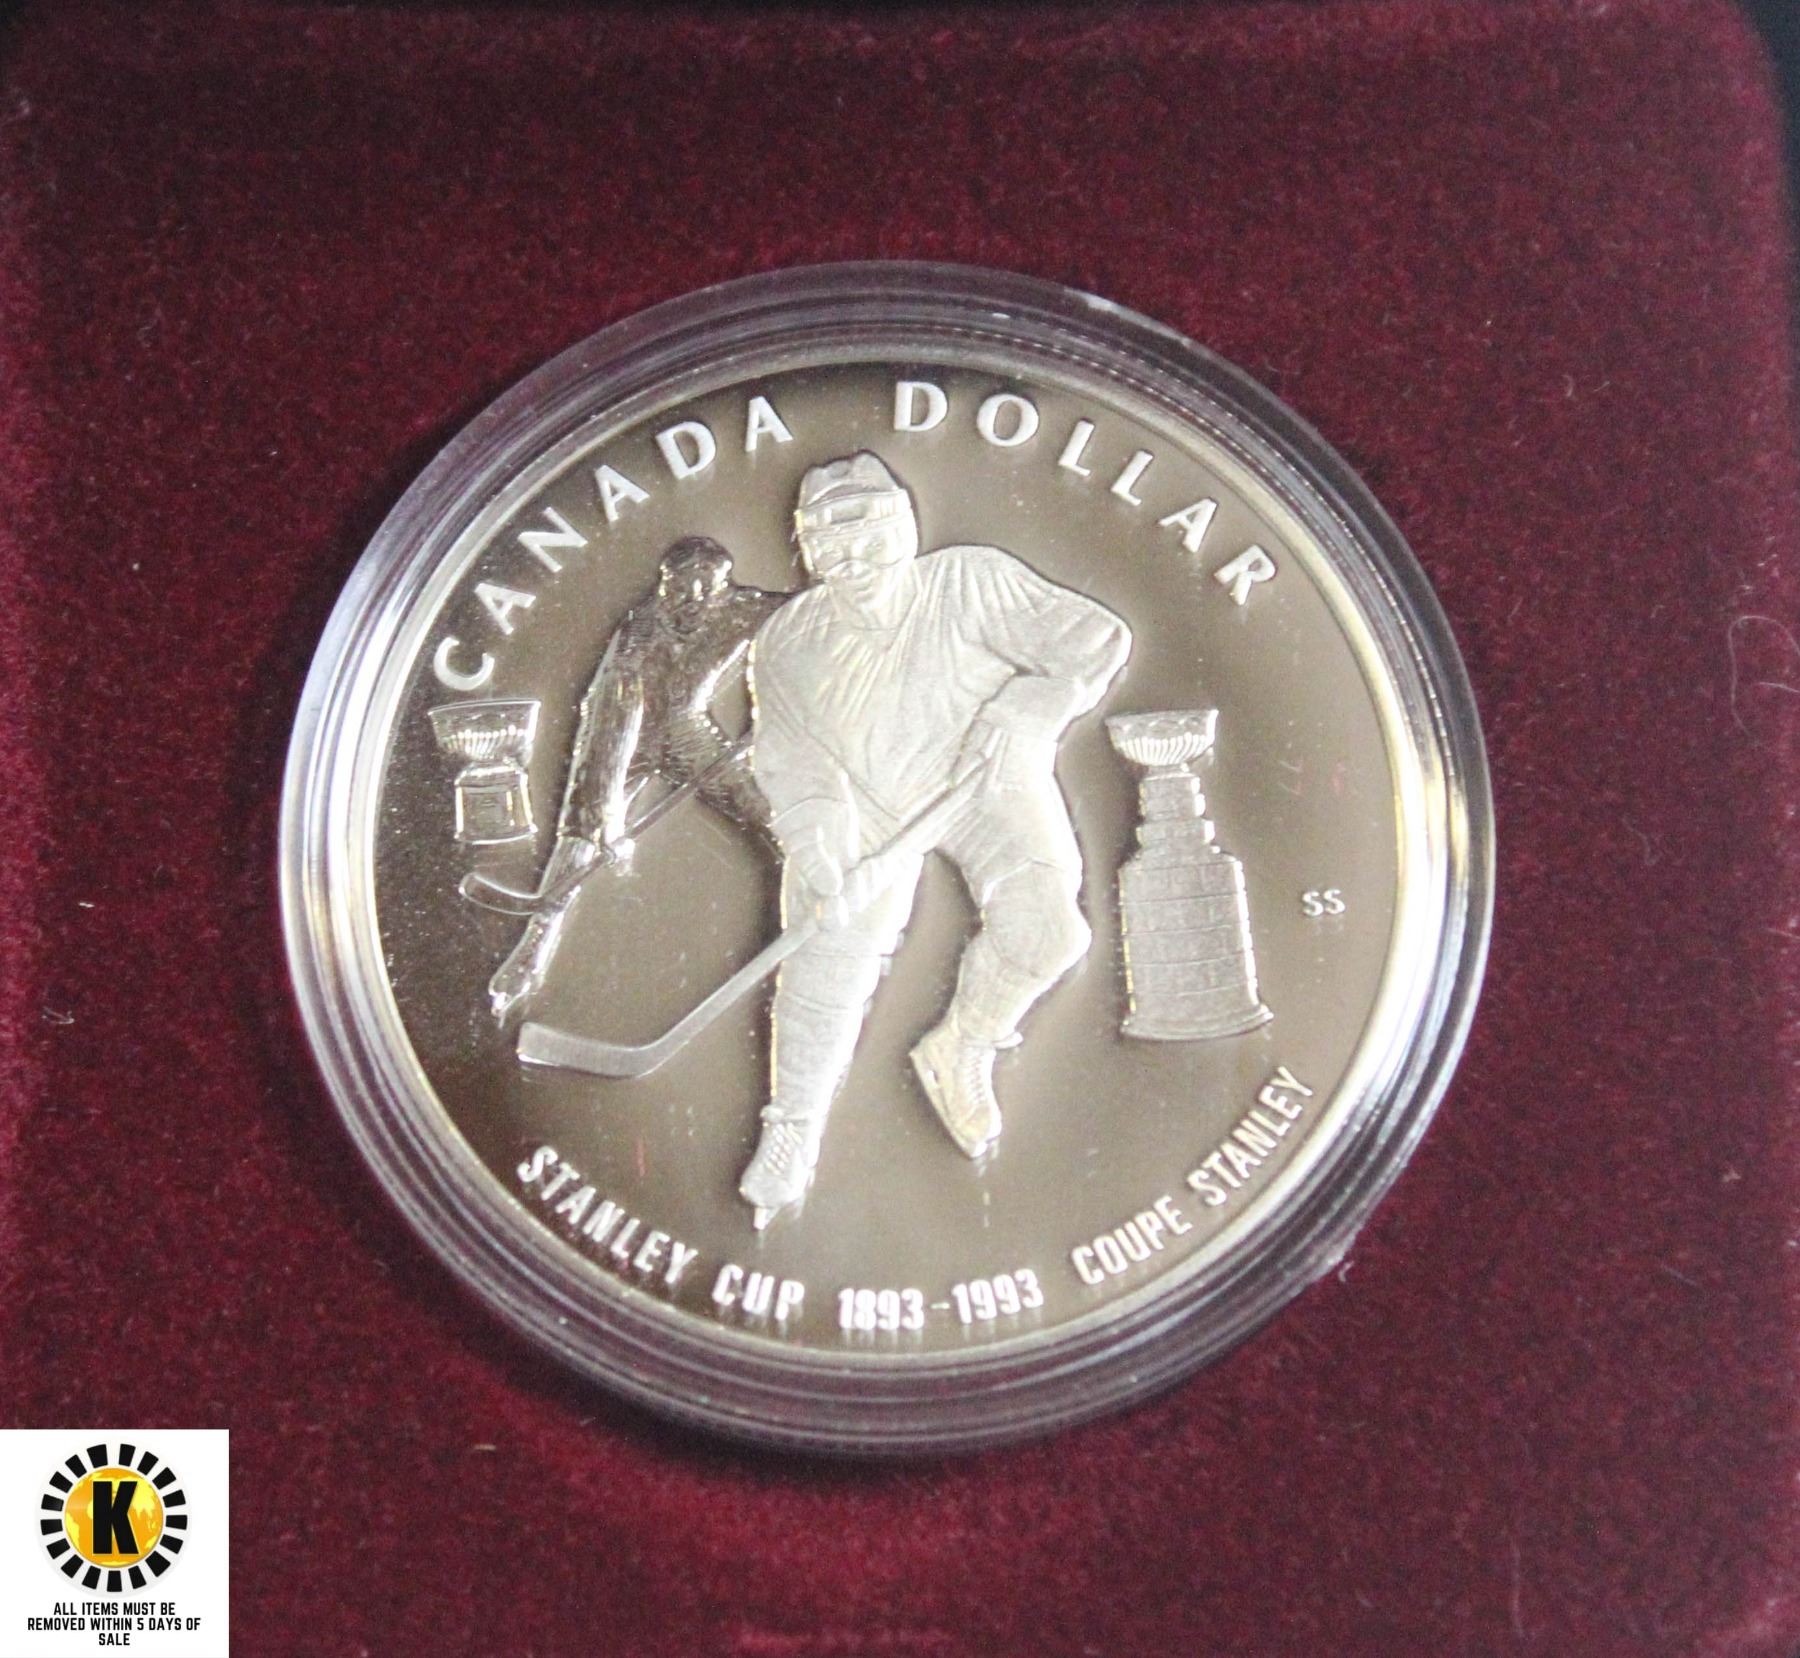 CANADA DOLLAR
SS
STANLEY CUP 1893-1993 COUPE STANLEY
K
ALL ITEMS MUST BE
REMOVED WITHIN 5 DAYS OF
SALE